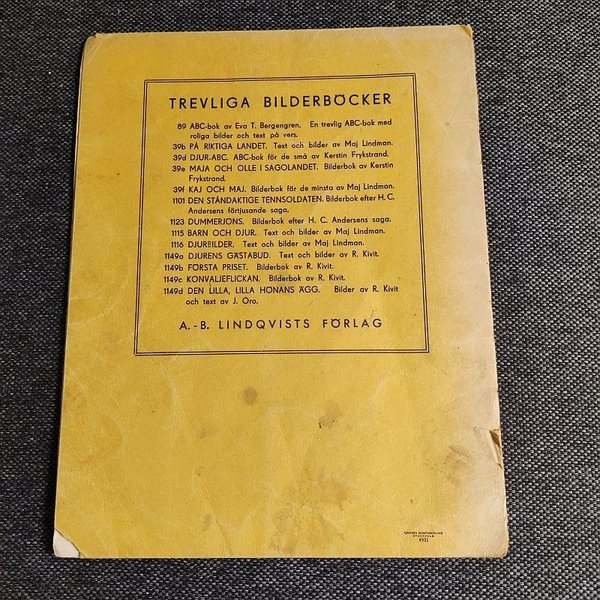 TREVLIGA BILDERBÖCKER
89 ABC-bok av Eva T. Bergengren. En trevlig ABC-bok med
roliga bilder och text på vers.
39b PÅ RIKTIGA LANDET. Text och bilder av Maj Lindman.
39d DJUR-ABC. ABC-bok för de små av Kerstin Frykstrand.
39e MAJA OCH OLLE I SAGOLANDET. Bilderbok av Kerstin
Frykstrand.
39f KAJ OCH MAJ. Bilderbok för de minsta av Maj Lindman.
1101 DEN STÅNDAKTIGE TENNSOLDATEN. Bilderbok efter H. C.
Andersens förtjusande saga.
1123 DUMMERJÖNS. Bilderbok efter H. C. Andersens saga.
1115 BARN OCH DJUR. Text och bilder av Maj Lindman.
1116 DJURBILDER. Text och bilder av Maj Lindman.
1149a DJURENS GÄSTABUD. Text och bilder av R. Kivit.
1149b FÖRSTA PRISET. Bilderbok av R. Kivit.
1149c KONVALJEFLICKAN. Bilderbok av R. Kivit.
1149d DEN LILLA, LILLA HÖNANS ÄGG. Bilder av R. Kivit
och text av J. Oro.
A.-B. LINDQVISTS FÖRLAG
STOCKHOLM